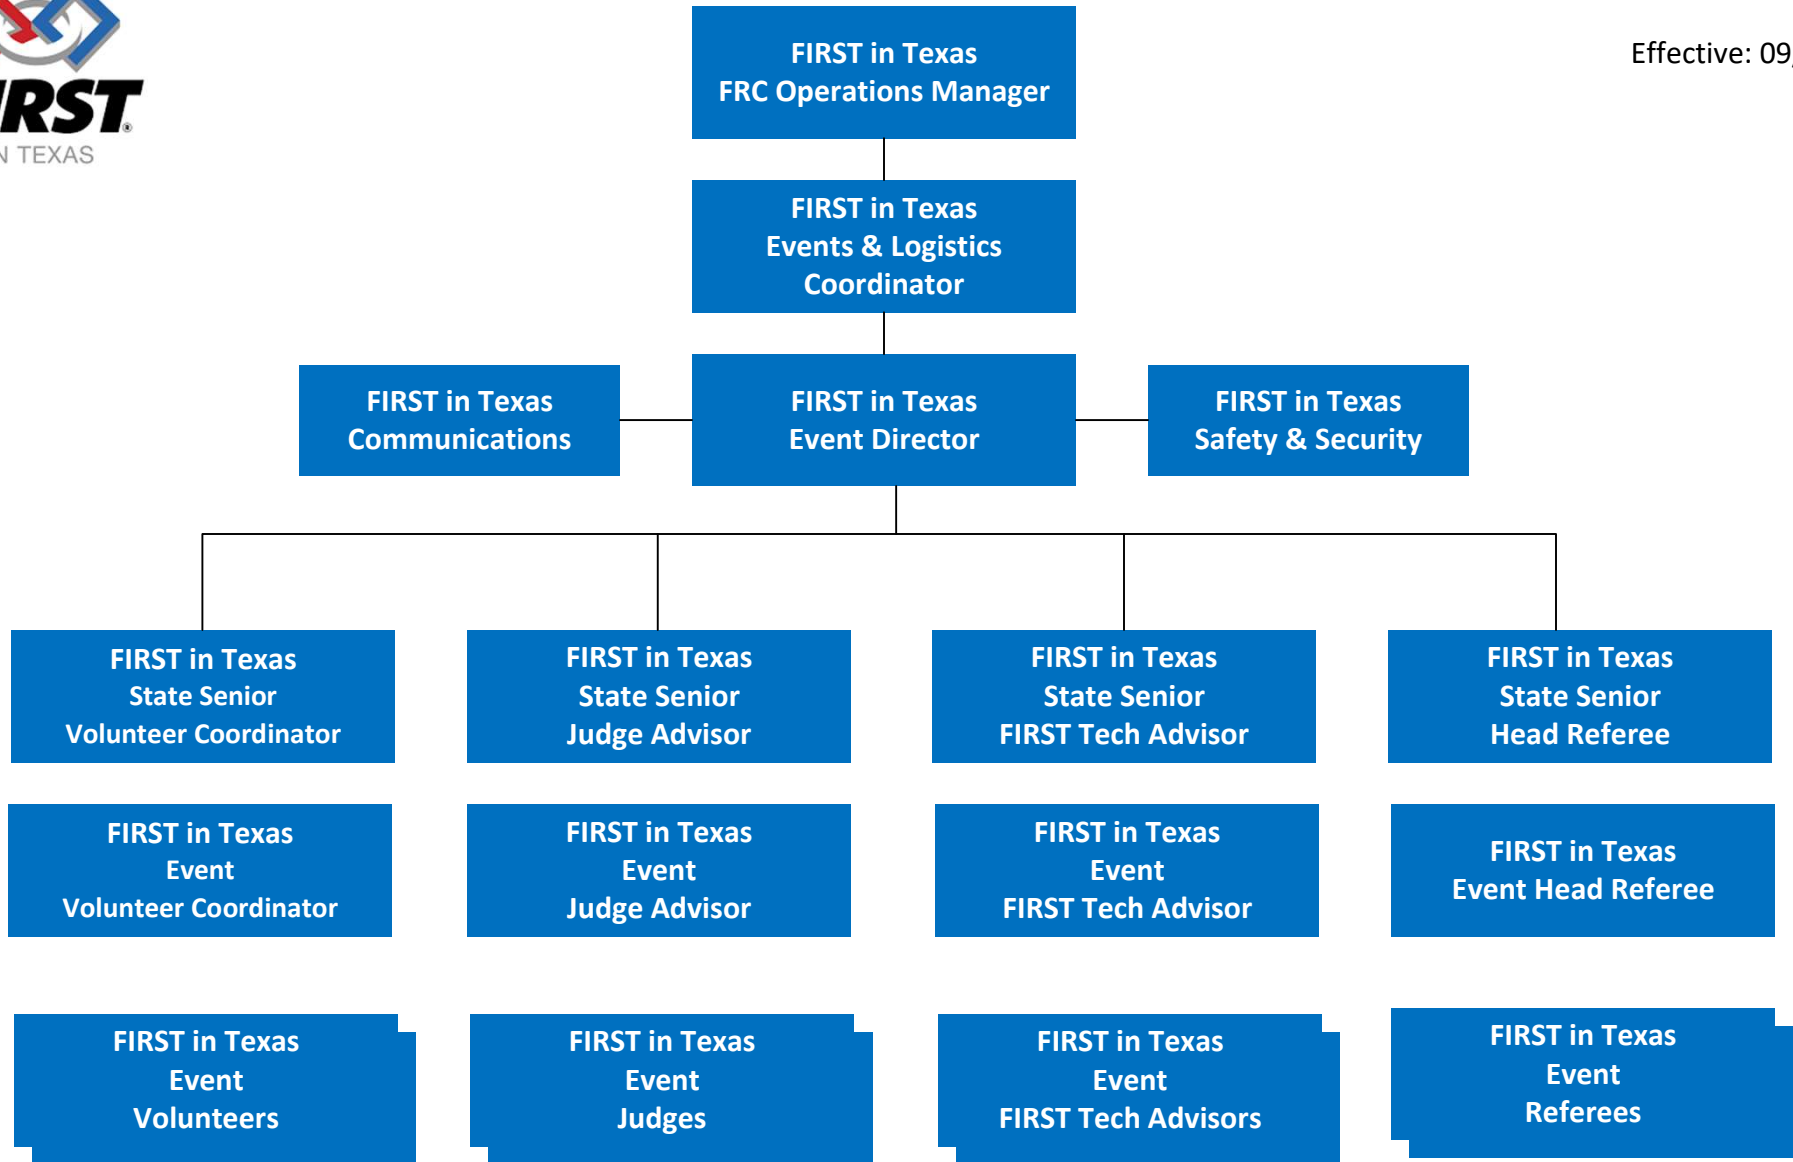 FIRST in Texas
FRC Operations Manager
Effective: 09
IN TEXAS
FIRST in Texas
Events & Logistics
Coordinator
FIRST in Texas
Communications
FIRST in Texas
Event Director
FIRST in Texas
Safety & Security
FIRST in Texas
State Senior
Volunteer Coordinator
FIRST in Texas
State Senior
Judge Advisor
FIRST in Texas
State Senior
FIRST Tech Advisor
FIRST in Texas
State Senior
Head Referee
FIRST in Texas
Event
Volunteer Coordinator
FIRST in Texas
Event
Judge Advisor
FIRST in Texas
Event
FIRST Tech Advisor
FIRST in Texas
Event Head Referee
FIRST in Texas
Event
Volunteers
FIRST in Texas
Event
Judges
FIRST in Texas
Event
FIRST Tech Advisors
FIRST in Texas
Event
Referees